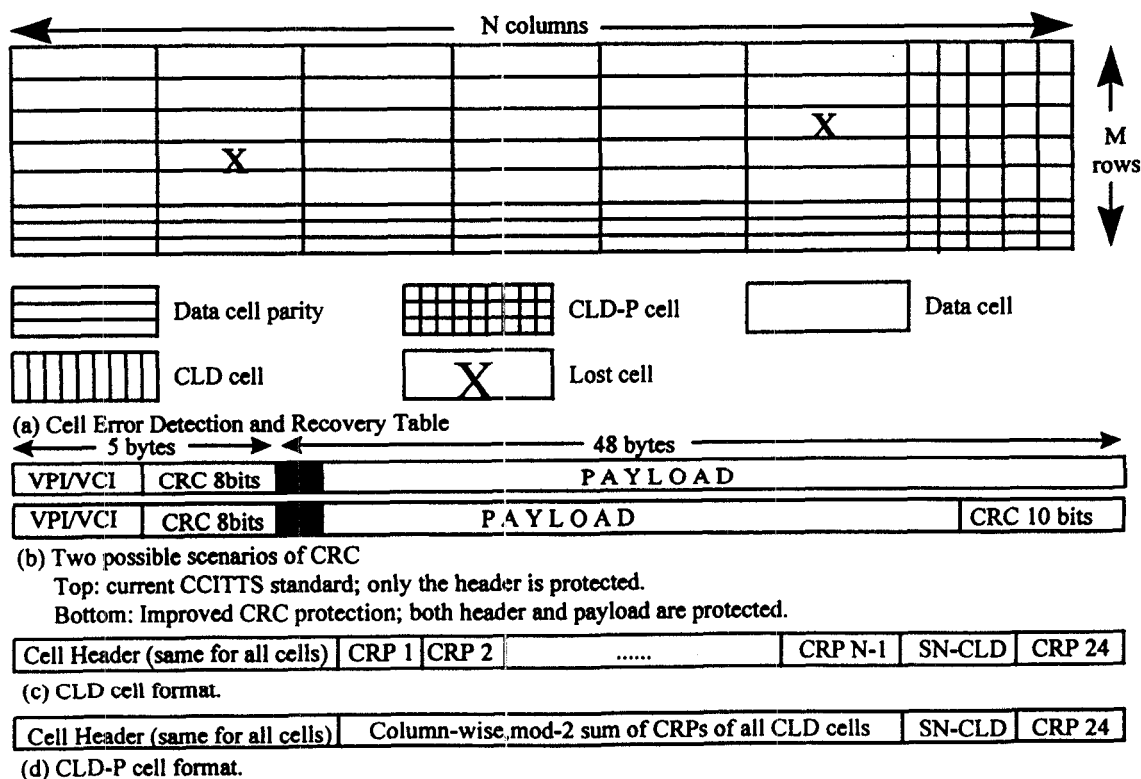 N columns
X
X
M
rows
Data cell parity
CLD-P cell
Data cell
CLD cell
X
Lost cell
(a) Cell Error Detection and Recovery Table
5 bytes
48 bytes
VPI/VCI CRC 8bits PAYLOAD
VPI/VCI CRC 8bits PAYLOAD CRC 10 bits
(b) Two possible scenarios of CRC
Top: current CCITTS standard; only the header is protected.
Bottom: Improved CRC protection; both header and payload are protected.
Cell Header (same for all cells) CRP 1 CRP 2 ...... CRP N-1 SN-CLD CRP 24
(c) CLD cell format.
Cell Header (same for all cells) Column-wise mod-2 sum of CRPs of all CLD cells SN-CLD CRP 24
(d) CLD-P cell format.